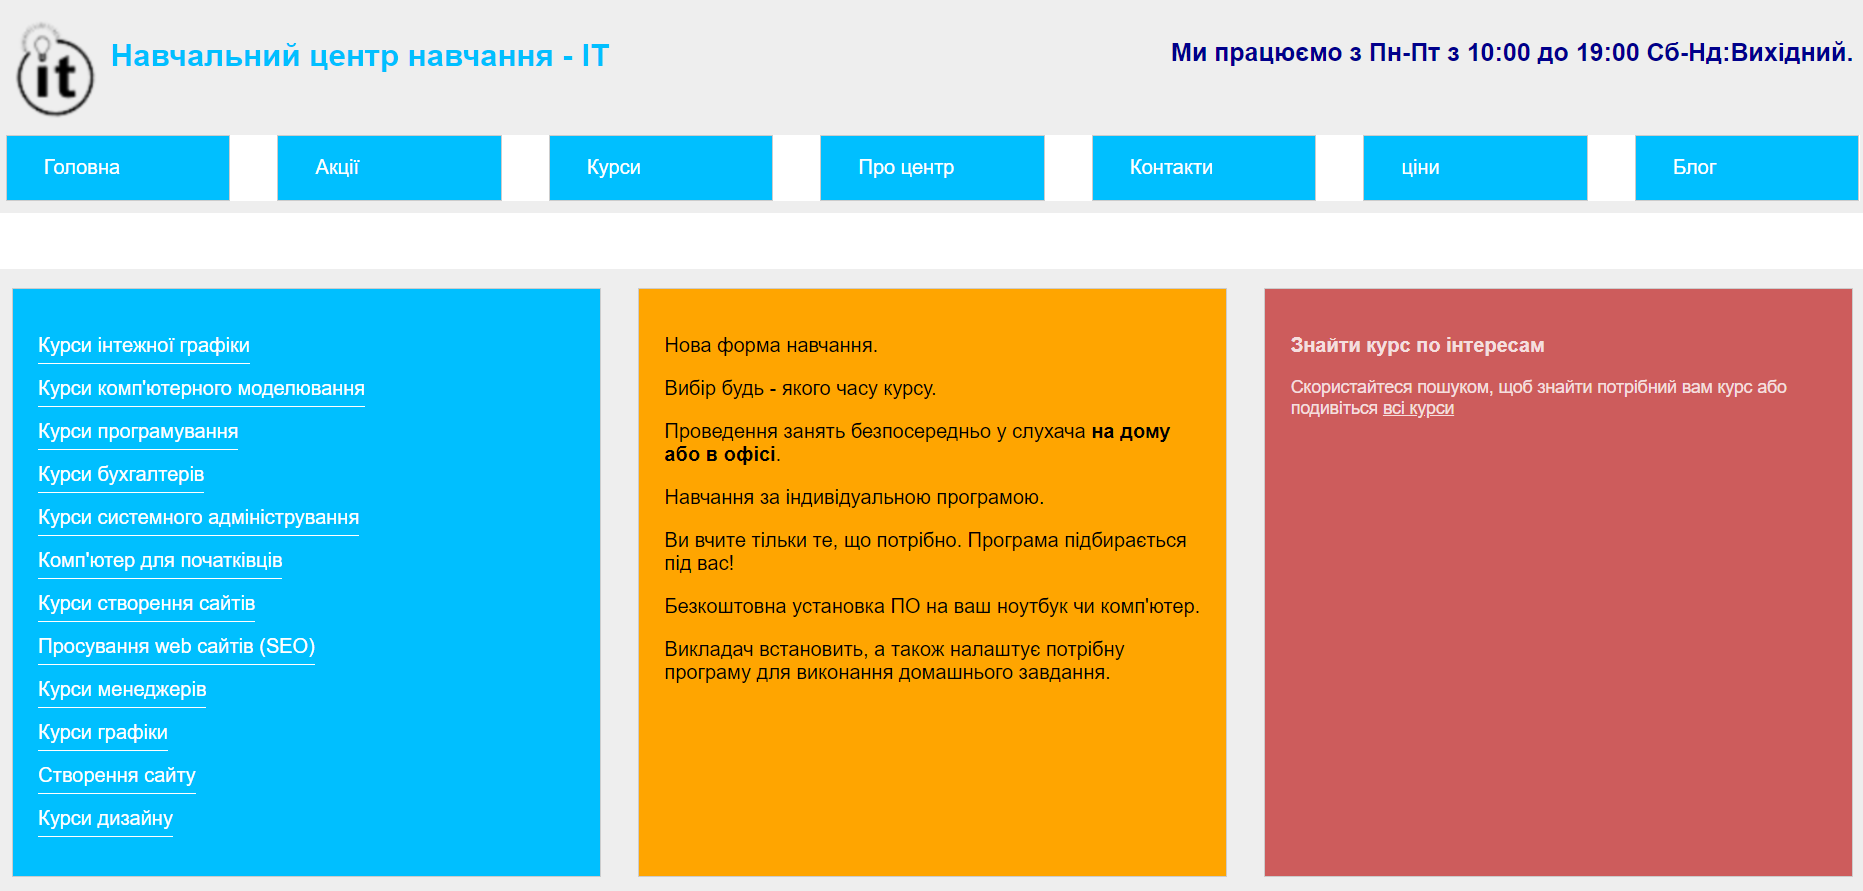 it
Навчальний центр навчання - IT
Ми працюємо з Пн-Пт з 10:00 до 19:00 Сб-Нд:Вихідний.
Головна
Акції
Курси
Про центр
Контакти
ціни
Блог
Курси інтежної графіки
Курси комп'ютерного моделювання
Курси програмування
Курси бухгалтерів
Курси системного адміністрування
Комп'ютер для початківців
Курси створення сайтів
Просування web сайтів (SEO)
Курси менеджерів
Курси графіки
Створення сайту
Курси дизайну
Нова форма навчання.
Вибір будь - якого часу курсу.
Проведення занять безпосередньо у слухача на дому
або в офісі.
Навчання за індивідуальною програмою.
Ви вчите тільки те, що потрібно. Програма підбирається
під вас!
Безкоштовна установка ПО на ваш ноутбук чи комп'ютер.
Викладач встановить, а також налаштує потрібну
програму для виконання домашнього завдання.
Знайти курс по інтересам
Скористайтеся пошуком, щоб знайти потрібний вам курс або
подивіться всі курси